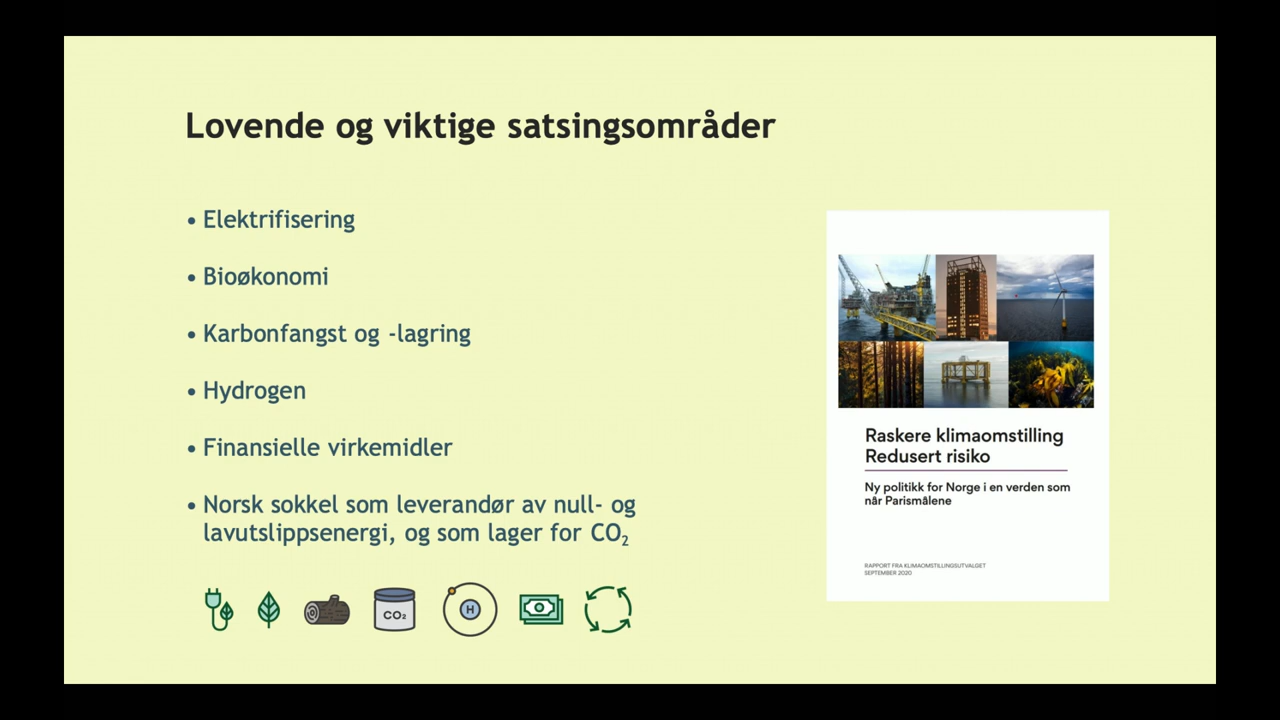 Lovende og viktige satsingsområder
• Elektrifisering
• Bioøkonomi
• Karbonfangst og -lagring
• Hydrogen
• Finansielle virkemidler
• Norsk sokkel som leverandør av null- og
lavutslippsenergi, og som lager for CO₂
CO₂
H
Raskere klimaomstilling
Redusert risiko
Ny politikk for Norge i en verden som
når Parismålene
RAPPORT FRA KLIMAOMSTILLINGSUTVALGET
SEPTEMBER 2020